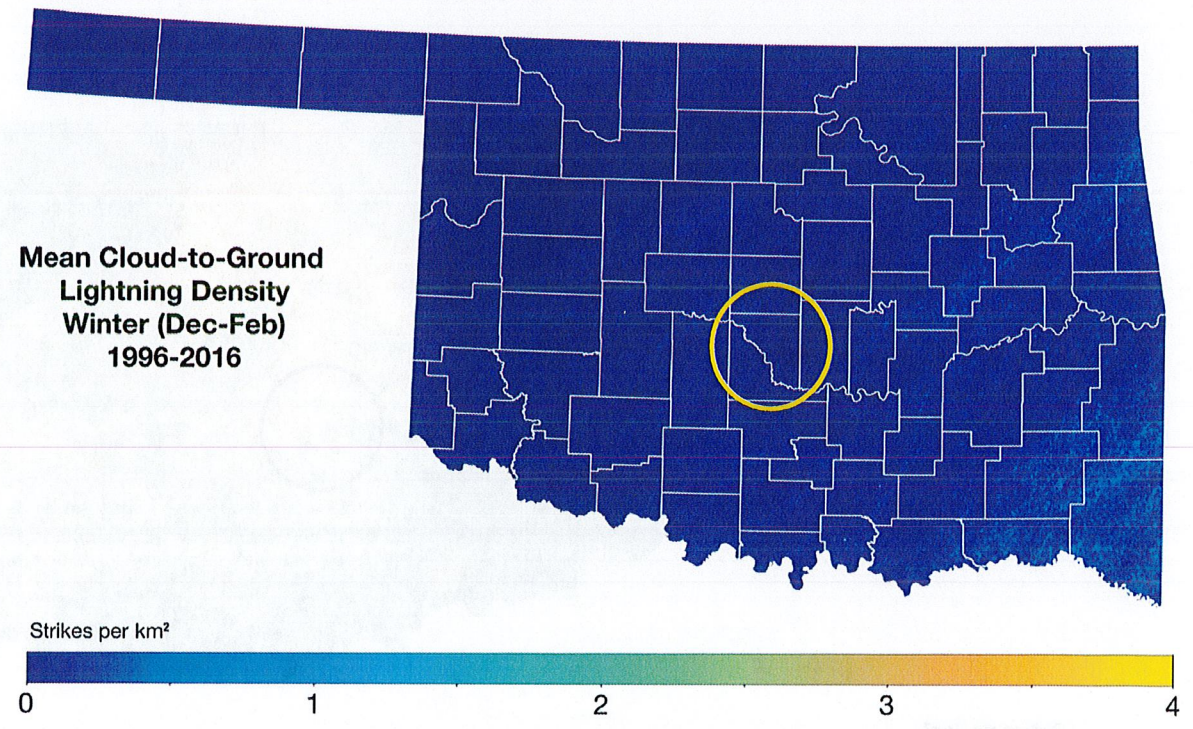 Mean Cloud-to-Ground
Lightning Density
Winter (Dec-Feb)
1996-2016
Strikes per km²
0 1 2 3 4